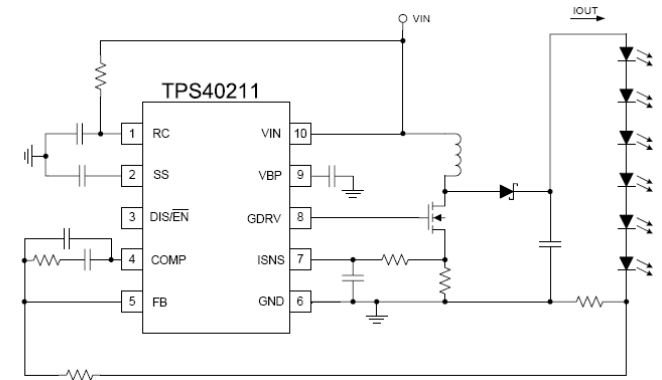 IOUT
VIN
TPS40211
1 RC VIN 10
2 SS VBP 9
3 DIS/EN GDRV 8
4 COMP ISNS 7
5 FB GND 6